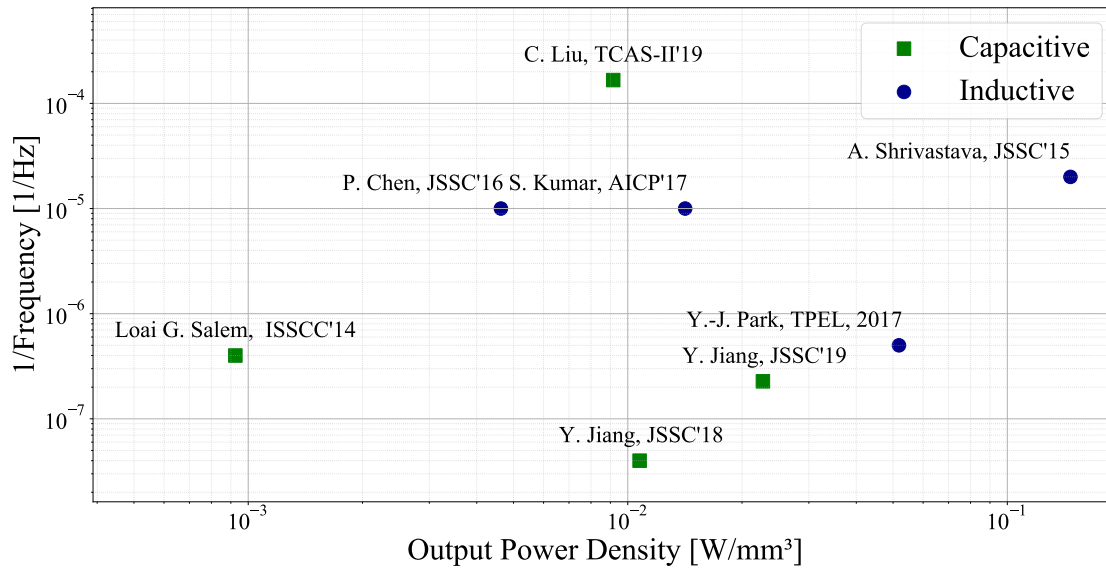 Capacitive
Inductive
C. Liu, TCAS-II'19
A. Shrivastava, JSSC'15
P. Chen, JSSC'16 S. Kumar, AICP'17
Y.-J. Park, TPEL, 2017
Loai G. Salem,  ISSCC'14
Y. Jiang, JSSC'19
Y. Jiang, JSSC'18
1/Frequency [1/Hz]
10⁻⁴
10⁻⁵
10⁻⁶
10⁻⁷
10⁻³
10⁻²
10⁻¹
Output Power Density [W/mm³]